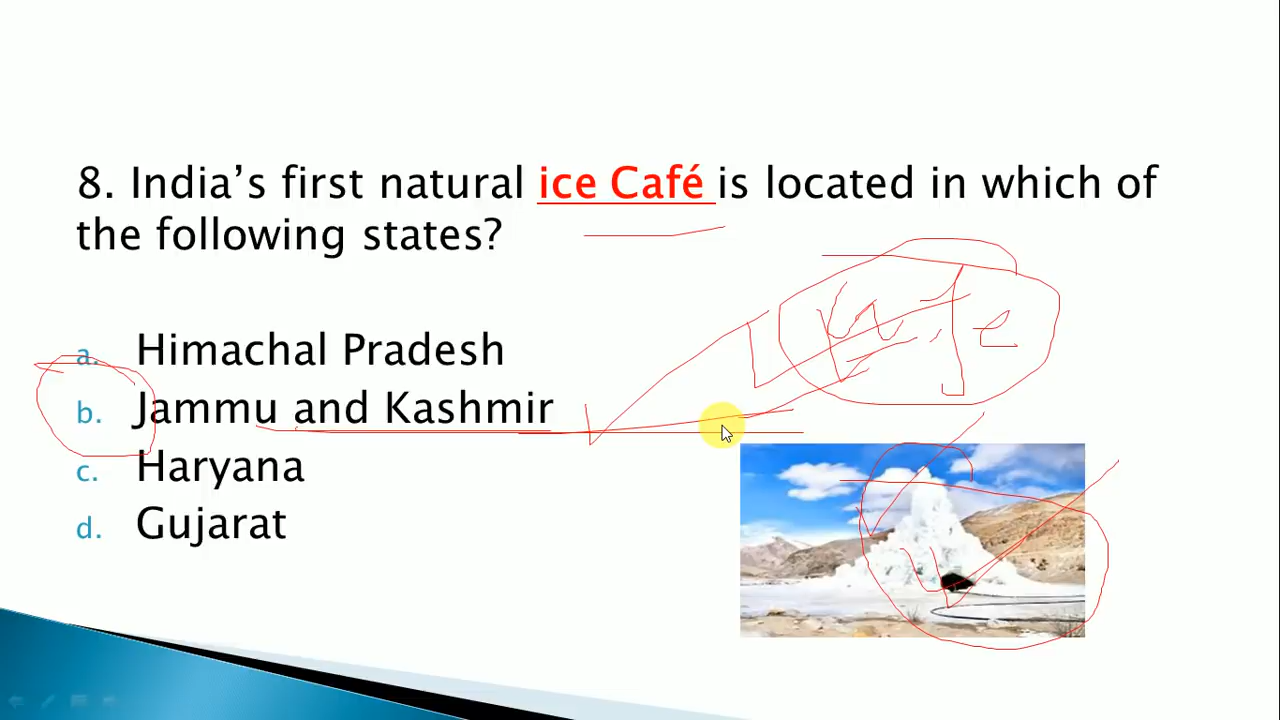 8. India’s first natural ice Café is located in which of
the following states?
a. Himachal Pradesh
b. Jammu and Kashmir
c. Haryana
d. Gujarat